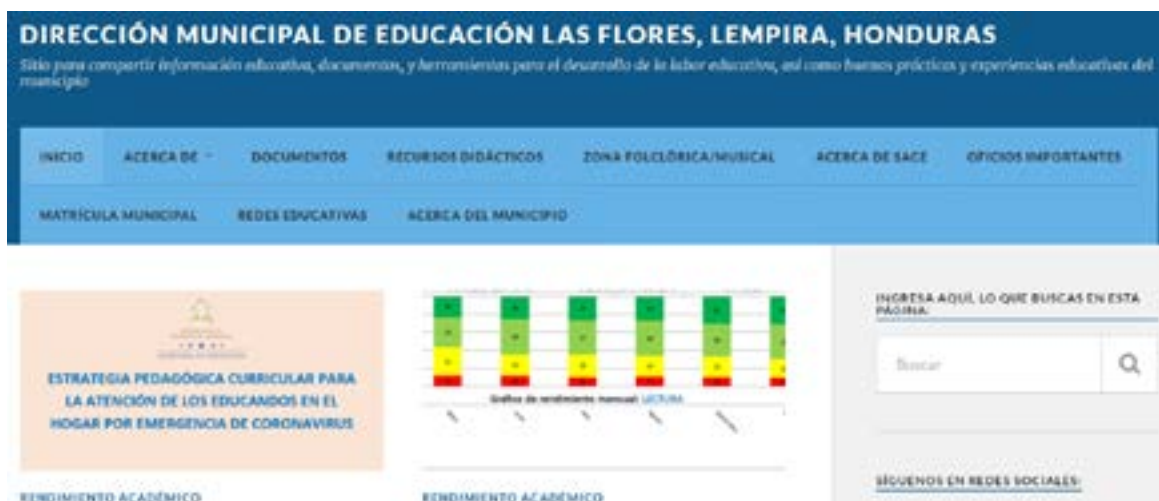 DIRECCIÓN MUNICIPAL DE EDUCACIÓN LAS FLORES, LEMPIRA, HONDURAS
Sitio para compartir información educativa, documentos, y herramientas para el desarrollo de la labor educativa, así como buenas prácticas y experiencias educativas del
municipio
INICIO ACERCA DE DOCUMENTOS RECURSOS DIDÁCTICOS ZONA FOLCLÓRICA/MUSICAL ACERCA DE SACE OFICIOS IMPORTANTES
MATRÍCULA MUNICIPAL REDES EDUCATIVAS ACERCA DEL MUNICIPIO
ESTRATEGIA PEDAGÓGICA CURRICULAR PARA
LA ATENCIÓN DE LOS EDUCANDOS EN EL
HOGAR POR EMERGENCIA DE CORONAVIRUS
RENDIMIENTO ACADÉMICO
Gráfico de rendimiento mensual: LECTURA
RENDIMIENTO ACADÉMICO
INGRESA AQUÍ, LO QUE BUSCAS EN ESTA
PÁGINA:
Buscar
SÍGUENOS EN REDES SOCIALES: